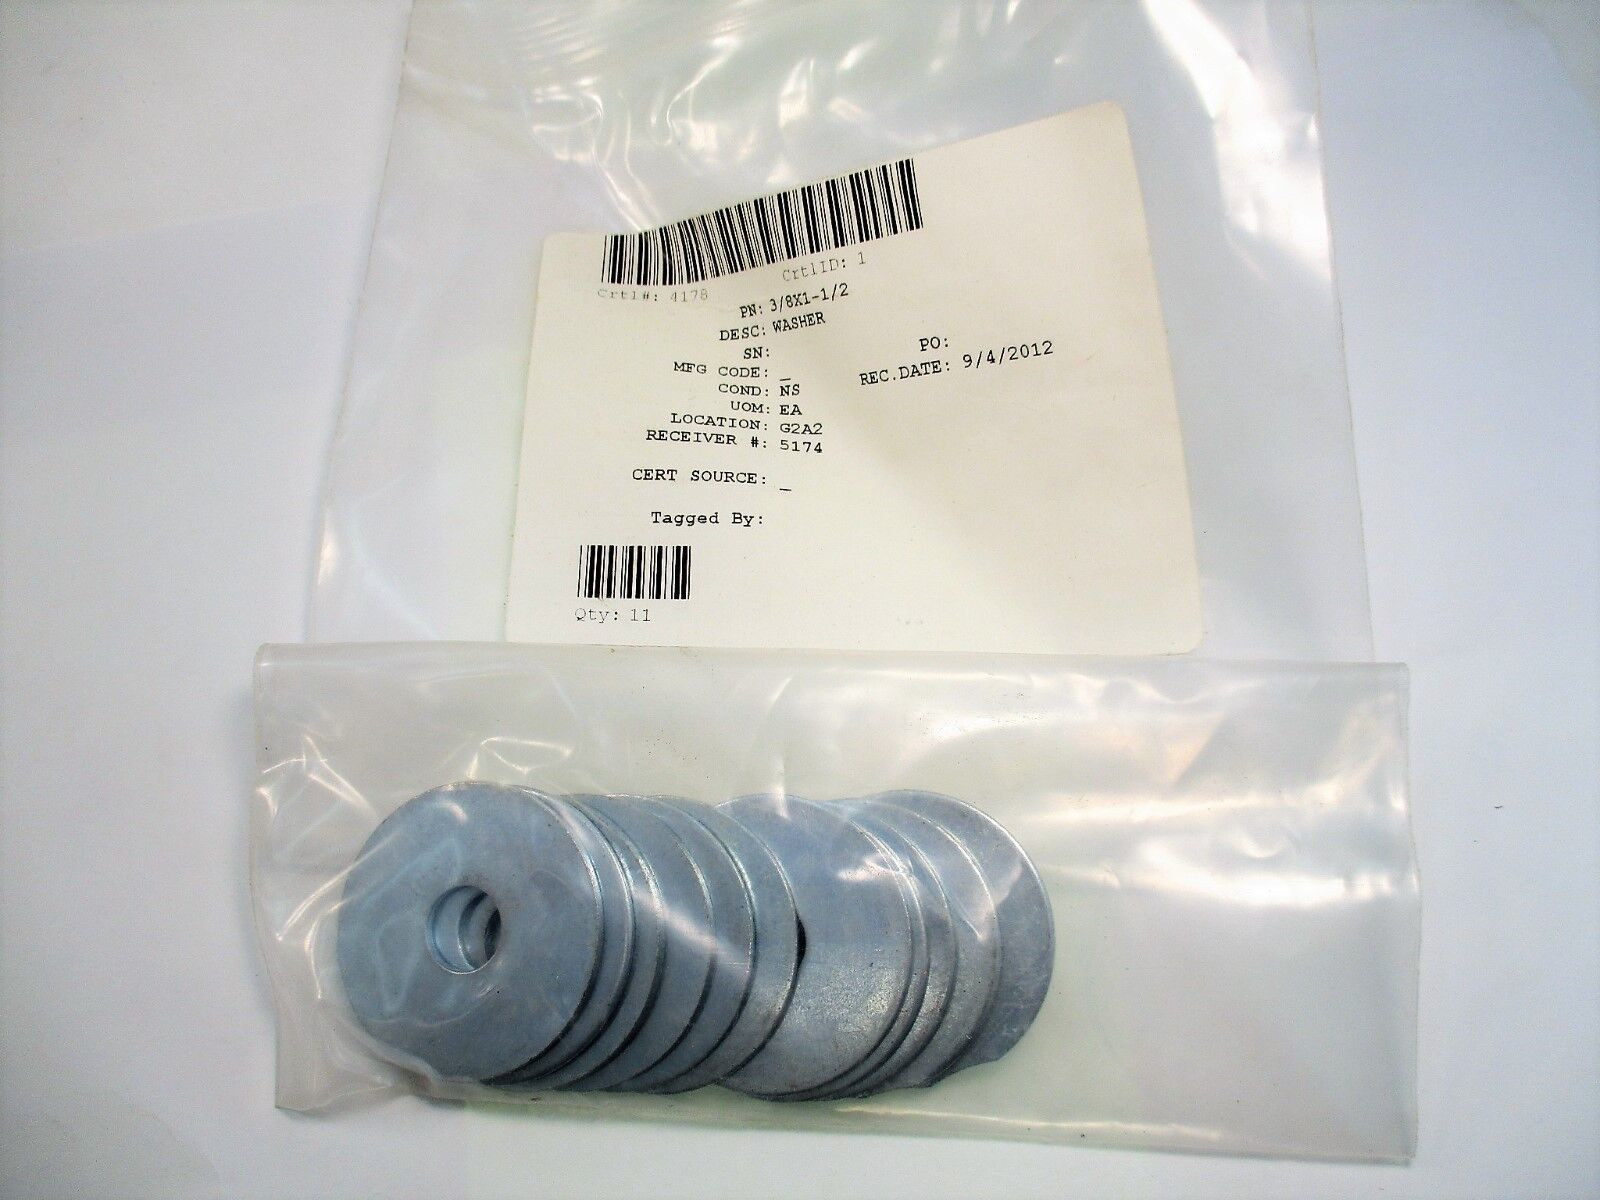 Crtl#: 4178 CrtlID: 1
PN: 3/8X1-1/2
DESC: WASHER
SN: PO:
MFG CODE: _ REC.DATE: 9/4/2012
COND: NS
UOM: EA
LOCATION: G2A2
RECEIVER #: 5174
CERT SOURCE: _
Tagged By:
Qty: 11